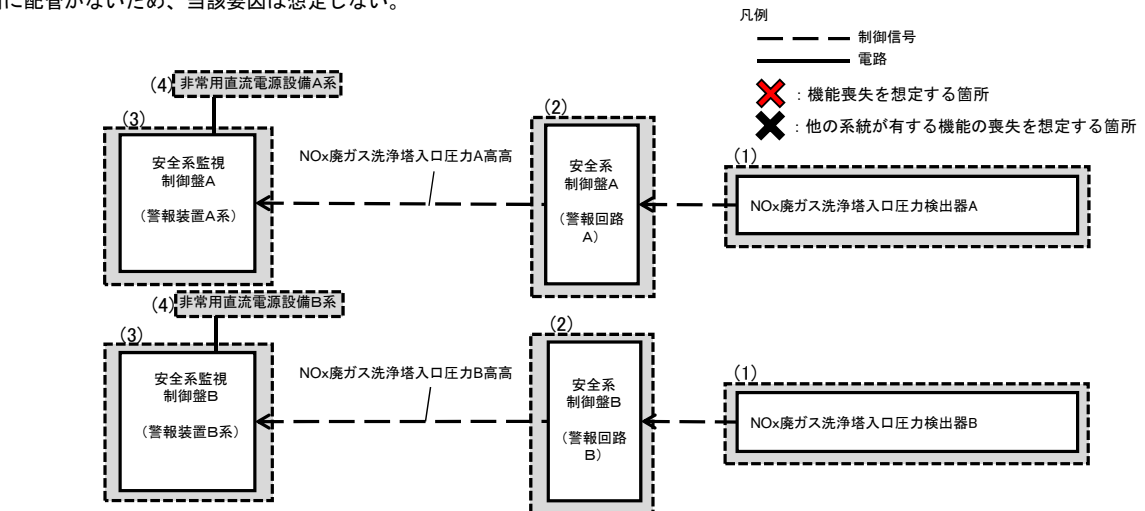 に配管がないため、当該要因は想定しない。
凡例
制御信号
電路
：機能喪失を想定する箇所
：他の系統が有する機能の喪失を想定する箇所
(4) 非常用直流電源設備A系
(3)
安全系監視
制御盤A
（警報装置A系）
NOx廃ガス洗浄塔入口圧力A高高
(2)
安全系
制御盤A
（警報回路
A）
(1)
NOx廃ガス洗浄塔入口圧力検出器A
(4) 非常用直流電源設備B系
(3)
安全系監視
制御盤B
（警報装置B系）
NOx廃ガス洗浄塔入口圧力B高高
(2)
安全系
制御盤B
（警報回路
B）
(1)
NOx廃ガス洗浄塔入口圧力検出器B